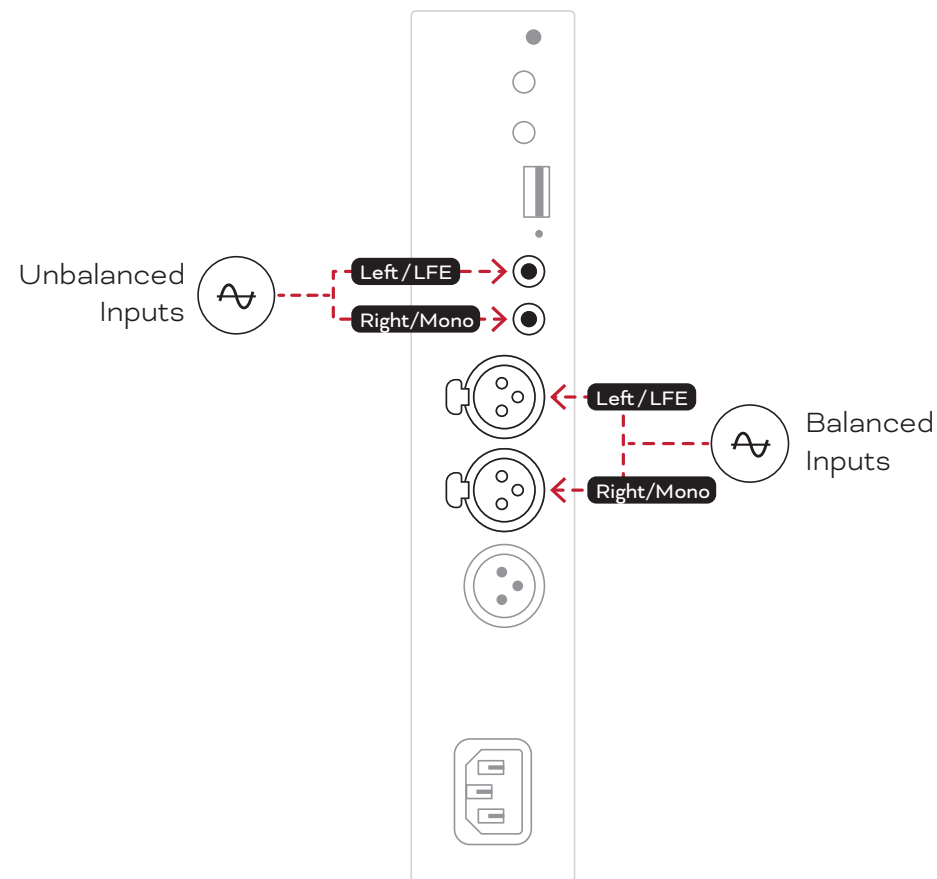 Unbalanced
Inputs
Left/LFE
Right/Mono
Left/LFE
Right/Mono
Balanced
Inputs